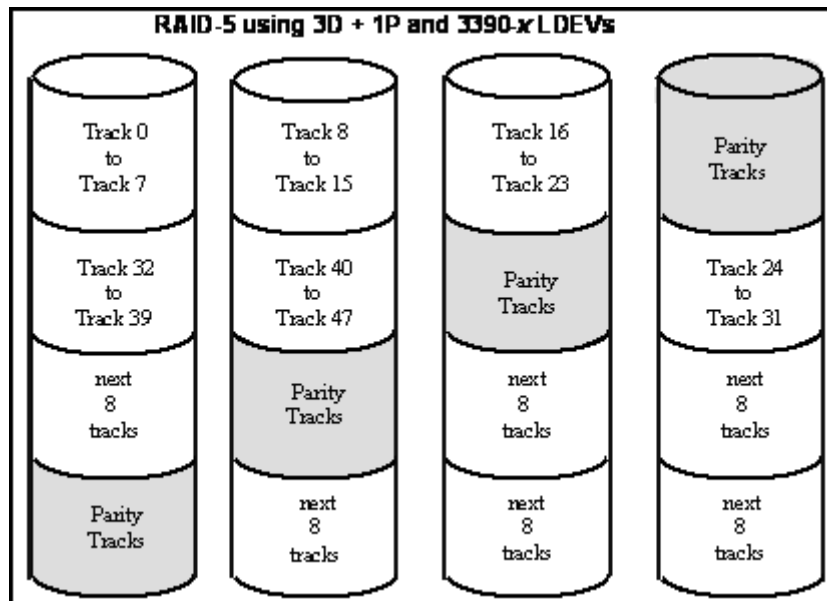 RAID-5 using 3D + 1P and 3390-x LDEVs
Track 0
to
Track 7
Track 8
to
Track 15
Track 16
to
Track 23
Parity
Tracks
Track 32
to
Track 39
Track 40
to
Track 47
Parity
Tracks
Track 24
to
Track 31
next
8
tracks
Parity
Tracks
next
8
tracks
next
8
tracks
Parity
Tracks
next
8
tracks
next
8
tracks
next
8
tracks